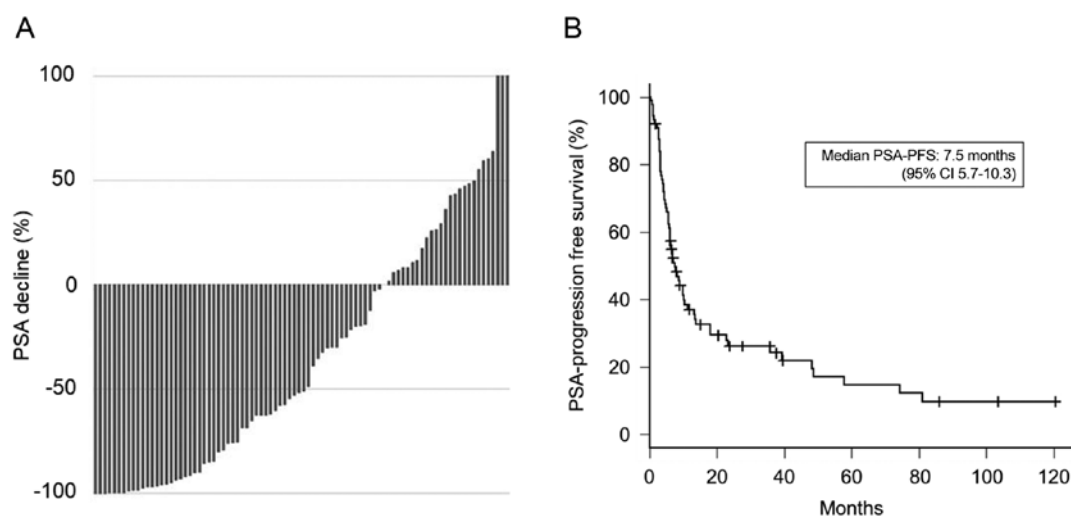 A
PSA decline (%)
100
50
0
-50
-100
B
PSA-progression free survival (%)
100
80
60
40
20
0
Median PSA-PFS: 7.5 months
(95% CI 5.7-10.3)
0 20 40 60 80 100 120
Months